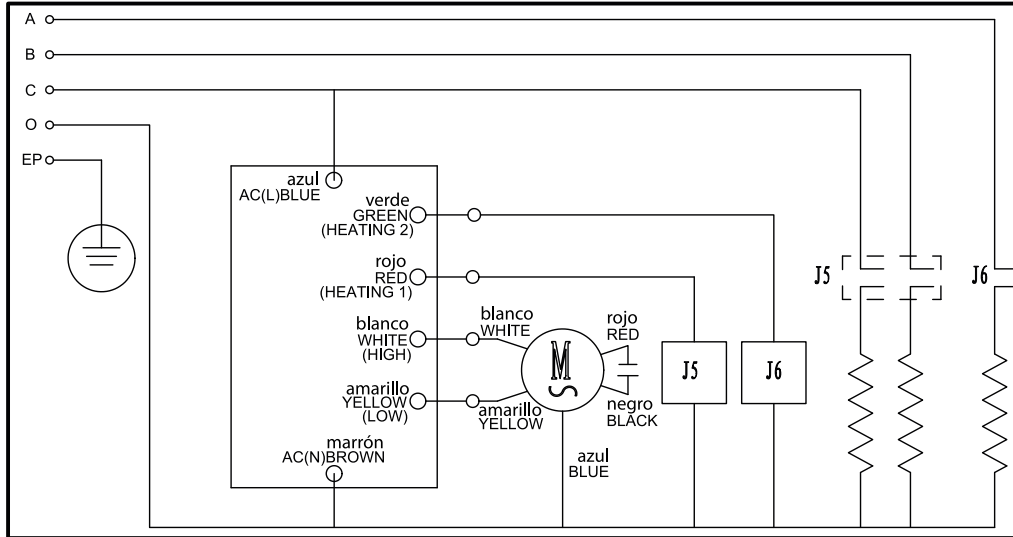 A
B
C
O
EP
azul
AC(L)BLUE
verde
GREEN
(HEATING 2)
rojo
RED
(HEATING 1)
blanco
WHITE
(HIGH)
amarillo
YELLOW
(LOW)
marrón
AC(N)BROWN
blanco
WHITE
amarillo
YELLOW
M
S
rojo
RED
negro
BLACK
azul
BLUE
J5
J6
J5
J6